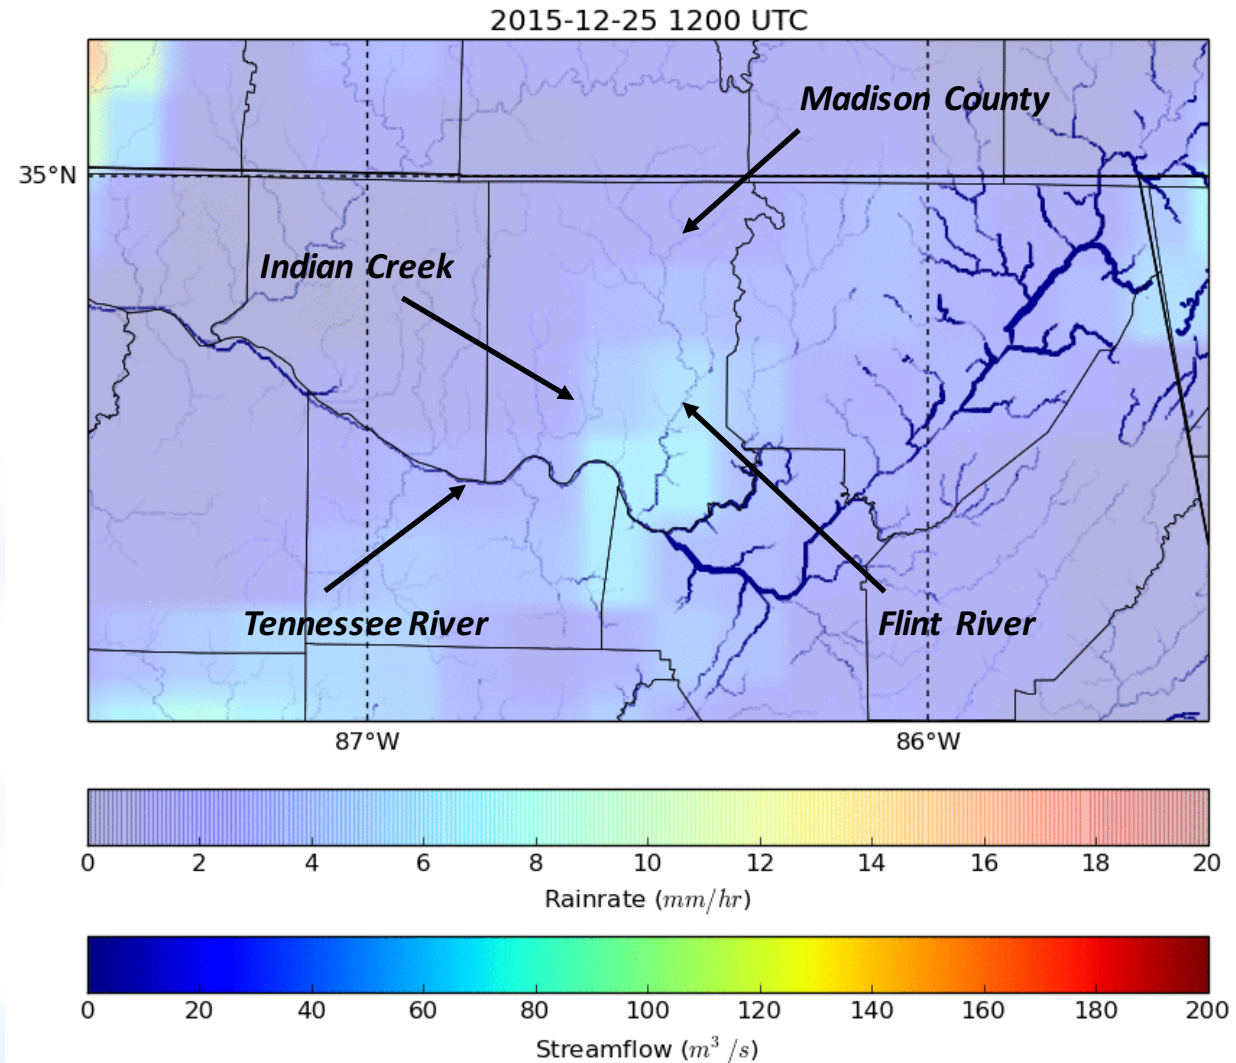 2015-12-25 1200 UTC
Madison County
35°N
Indian Creek
Tennessee River
Flint River
87°W
86°W
0 2 4 6 8 10 12 14 16 18 20
Rainrate (mm/hr)
0 20 40 60 80 100 120 140 160 180 200
Streamflow (m³/s)